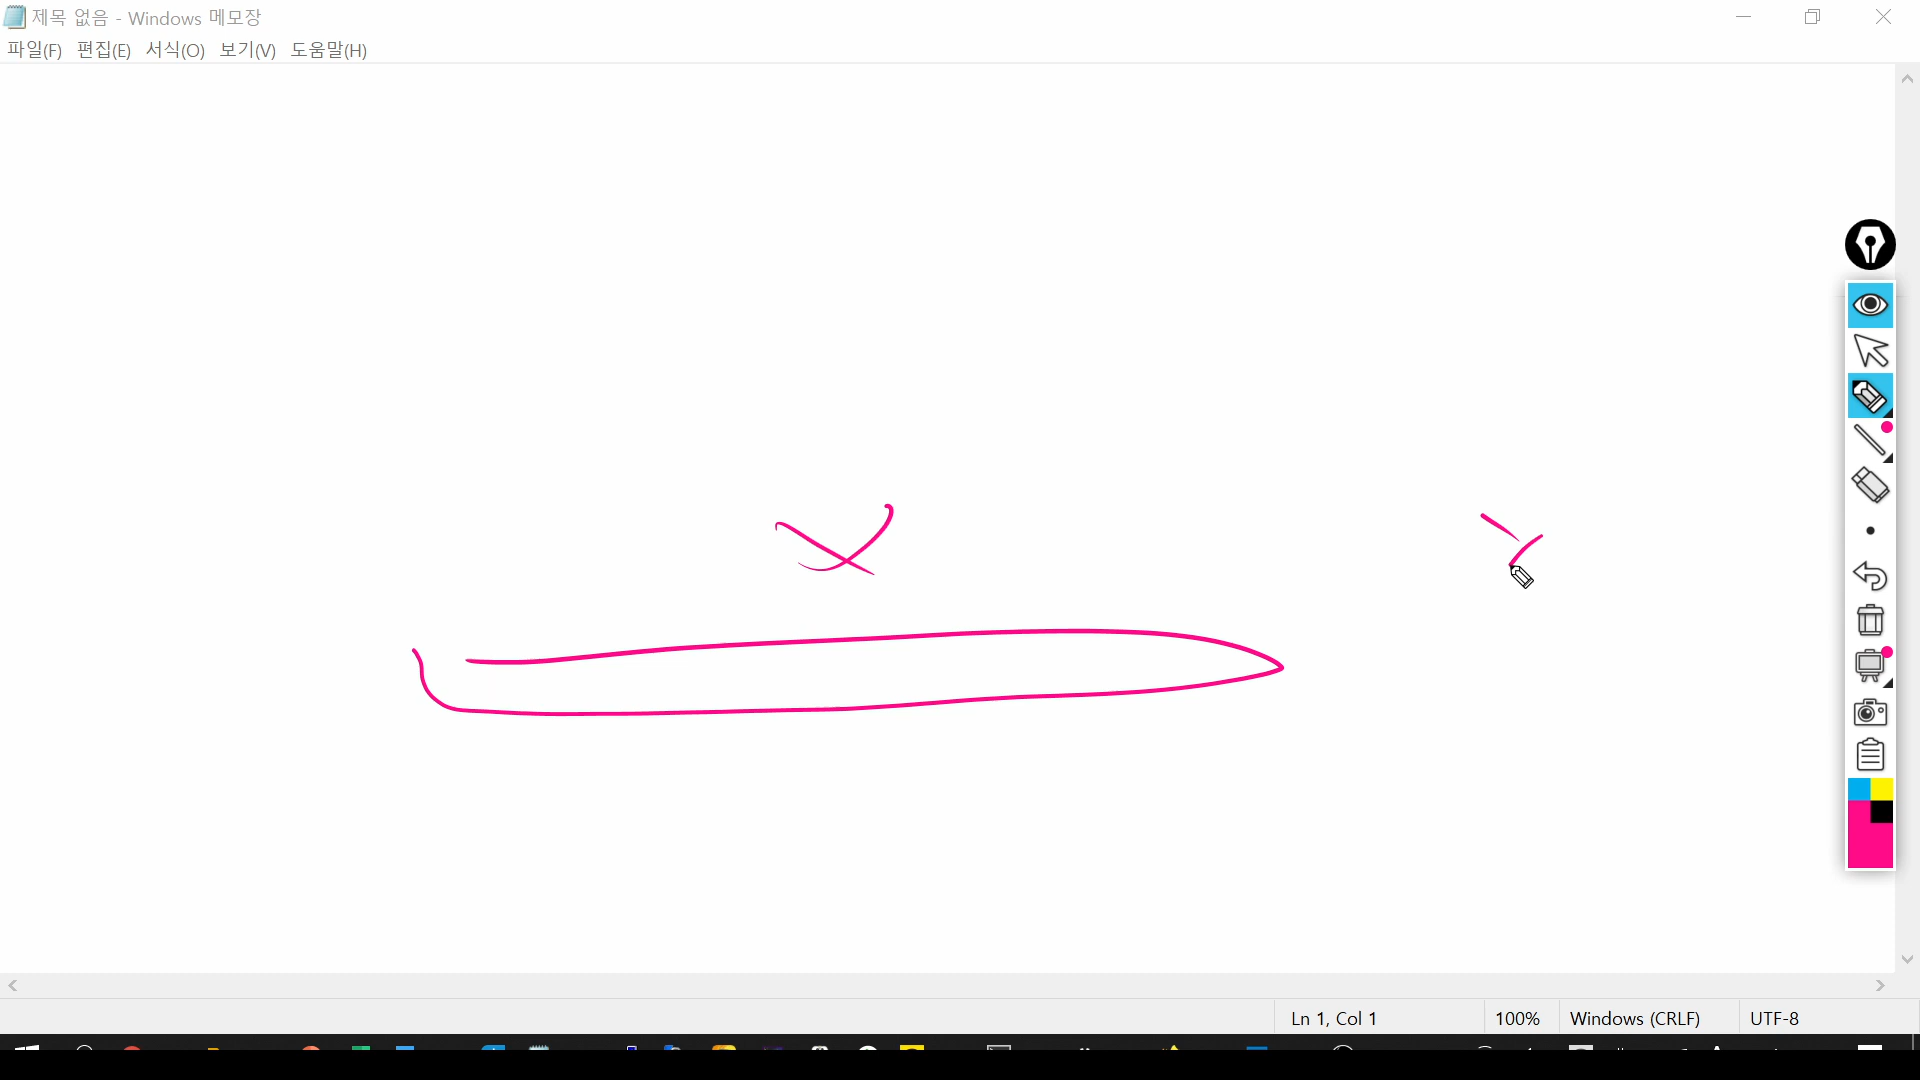 제목 없음 - Windows 메모장
파일(F) 편집(E) 서식(O) 보기(V) 도움말(H)
Ln 1, Col 1 100% Windows (CRLF) UTF-8